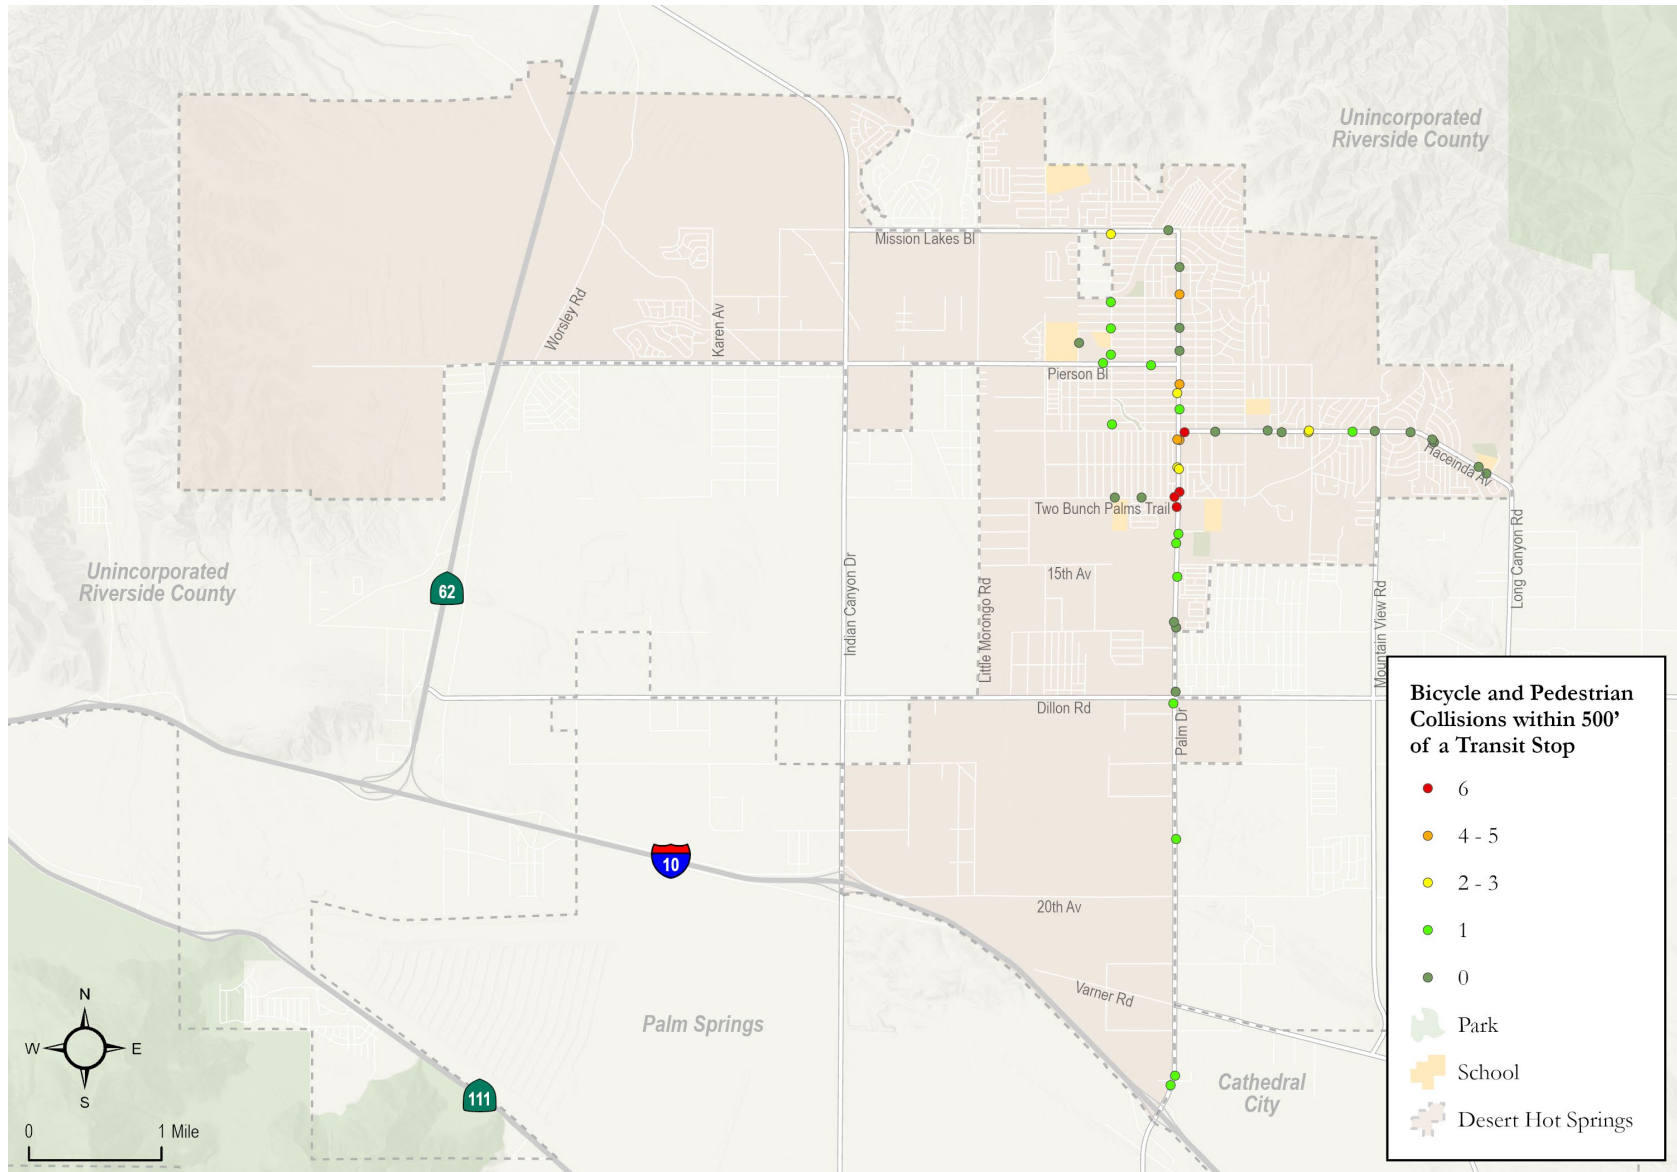 Unincorporated
Riverside County
Mission Lakes Bl
Worsley Rd
Karen Av
Pierson Bl
Haceinda Av
Two Bunch Palms Trail
Unincorporated
Riverside County
62
Indian Canyon Dr
Little Morongo Rd
15th Av
Mountain View Rd
Long Canyon Rd
Dillon Rd
Palm Dr
10
20th Av
Varner Rd
Palm Springs
Cathedral
City
111
N
W
E
S
0
1 Mile
Bicycle and Pedestrian
Collisions within 500’
of a Transit Stop
6
4 - 5
2 - 3
1
0
Park
School
Desert Hot Springs